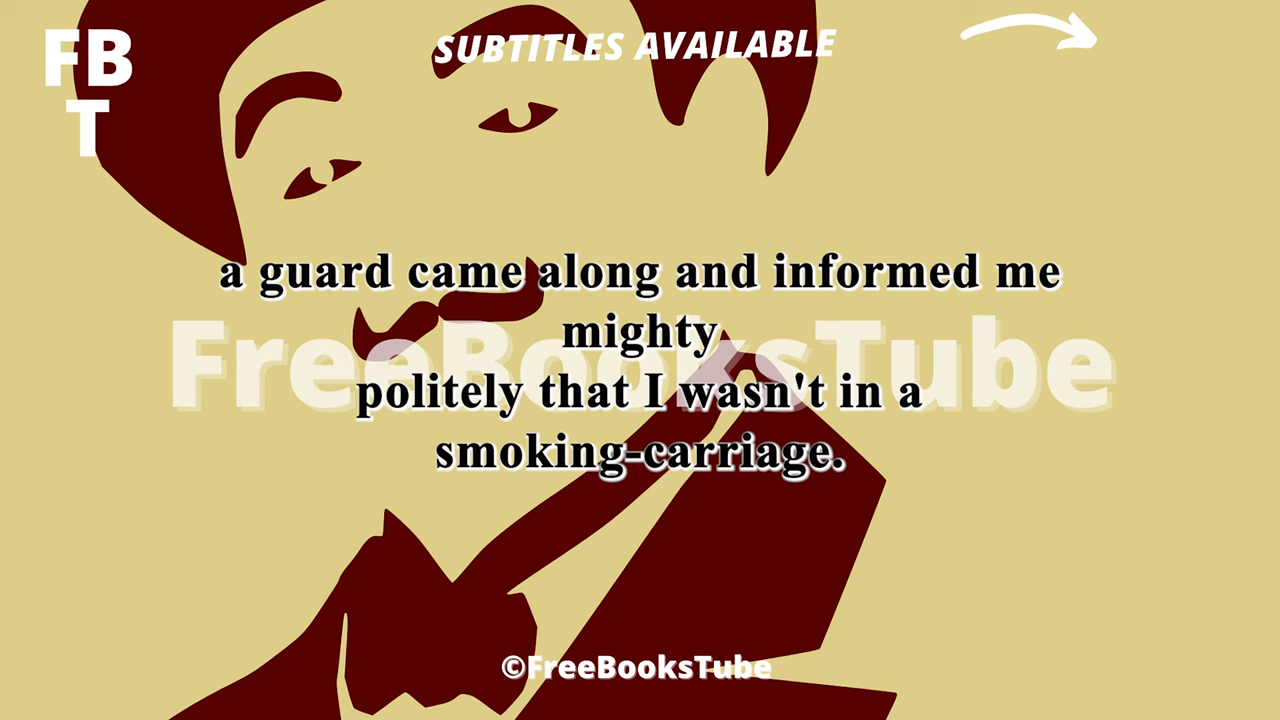 FB
T
SUBTITLES AVAILABLE
a guard came along and informed me
mighty
politely that I wasn't in a
smoking-carriage.
FreeBooksTube
©FreeBooksTube